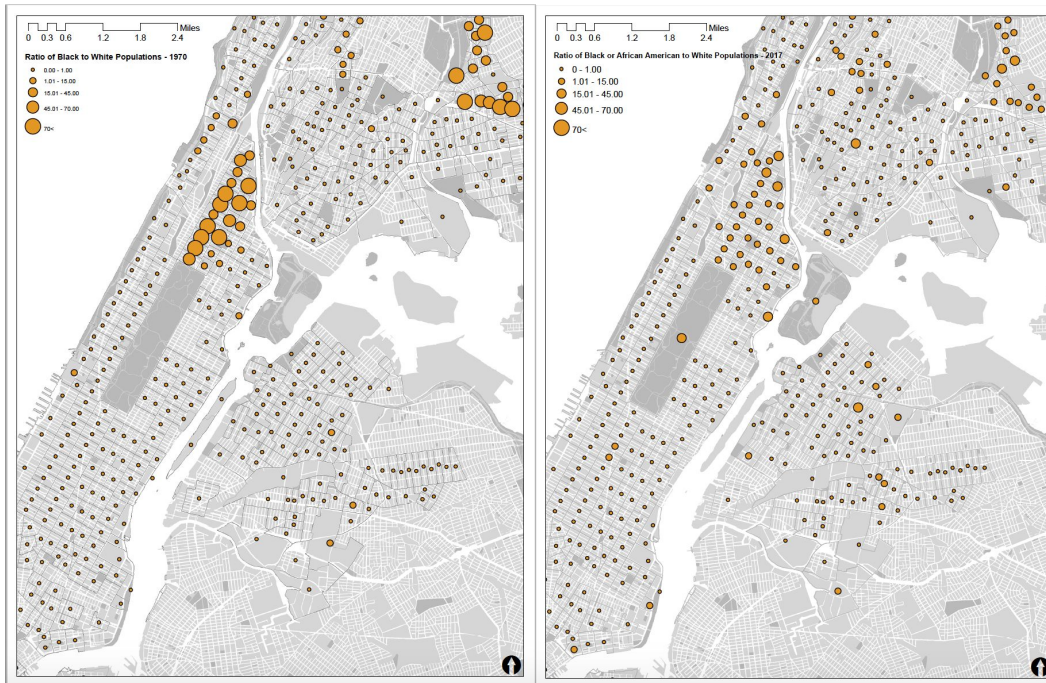 0 0.3 0.6 1.2 1.8 2.4
Miles
Ratio of Black to White Populations - 1970
0.00 - 1.00
1.01 - 15.00
15.01 - 45.00
45.01 - 70.00
70<
0 0.3 0.6 1.2 1.8 2.4
Miles
Ratio of Black or African American to White Populations - 2017
0 - 1.00
1.01 - 15.00
15.01 - 45.00
45.01 - 70.00
70<